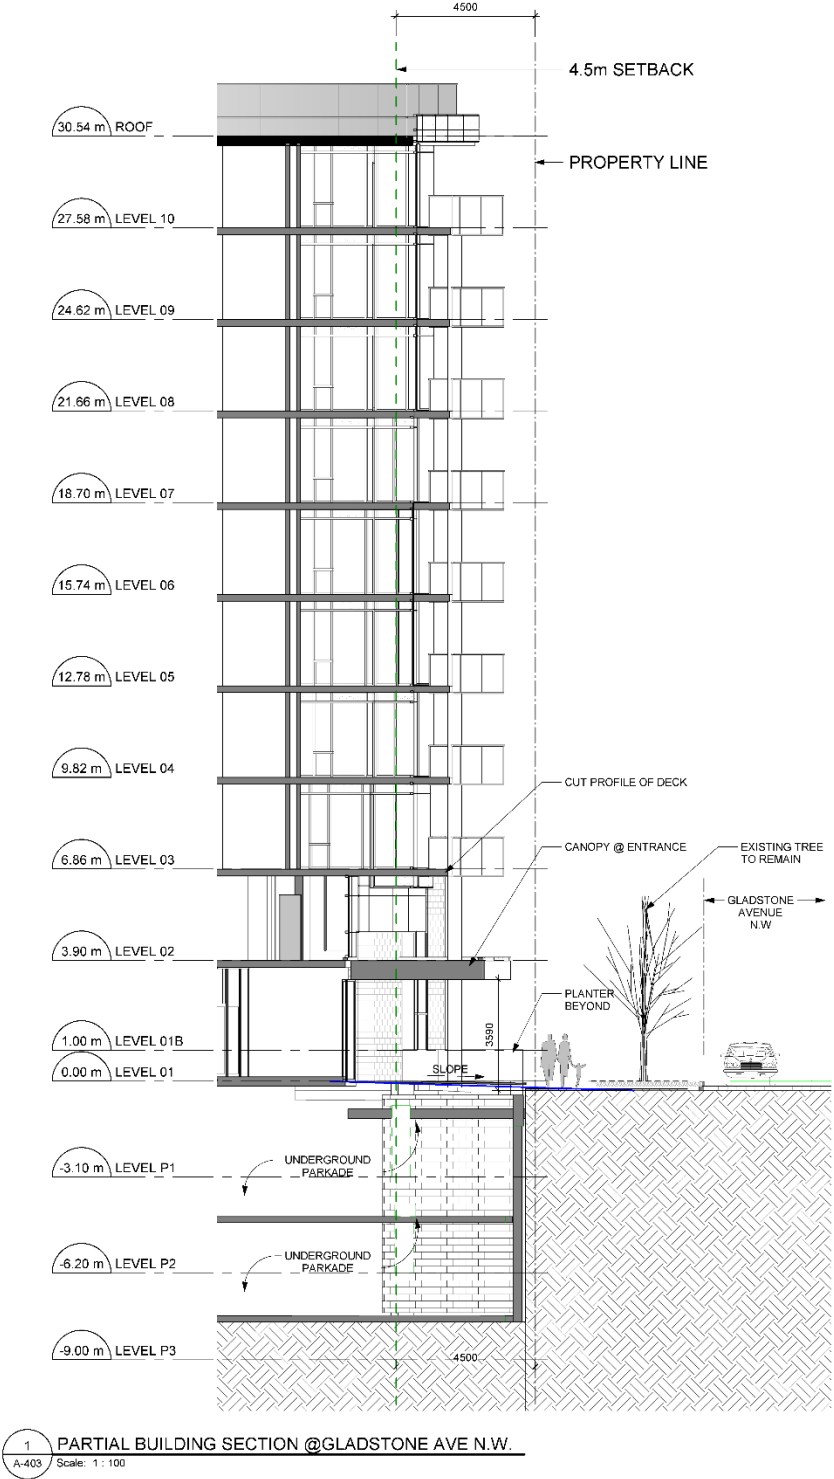 4500
4.5m SETBACK
30.54 m ROOF
PROPERTY LINE
27.58 m LEVEL 10
24.62 m LEVEL 09
21.66 m LEVEL 08
18.70 m LEVEL 07
15.74 m LEVEL 06
12.78 m LEVEL 05
9.82 m LEVEL 04
CUT PROFILE OF DECK
CANOPY @ ENTRANCE
EXISTING TREE
TO REMAIN
6.86 m LEVEL 03
GLADSTONE
AVENUE
N.W
3.90 m LEVEL 02
PLANTER
BEYOND
3590
1.00 m LEVEL 01B
0.00 m LEVEL 01
SLOPE
UNDERGROUND
PARKADE
-3.10 m LEVEL P1
UNDERGROUND
PARKADE
-6.20 m LEVEL P2
-9.00 m LEVEL P3
4500
1 PARTIAL BUILDING SECTION @GLADSTONE AVE N.W.
A-403 Scale: 1 : 100